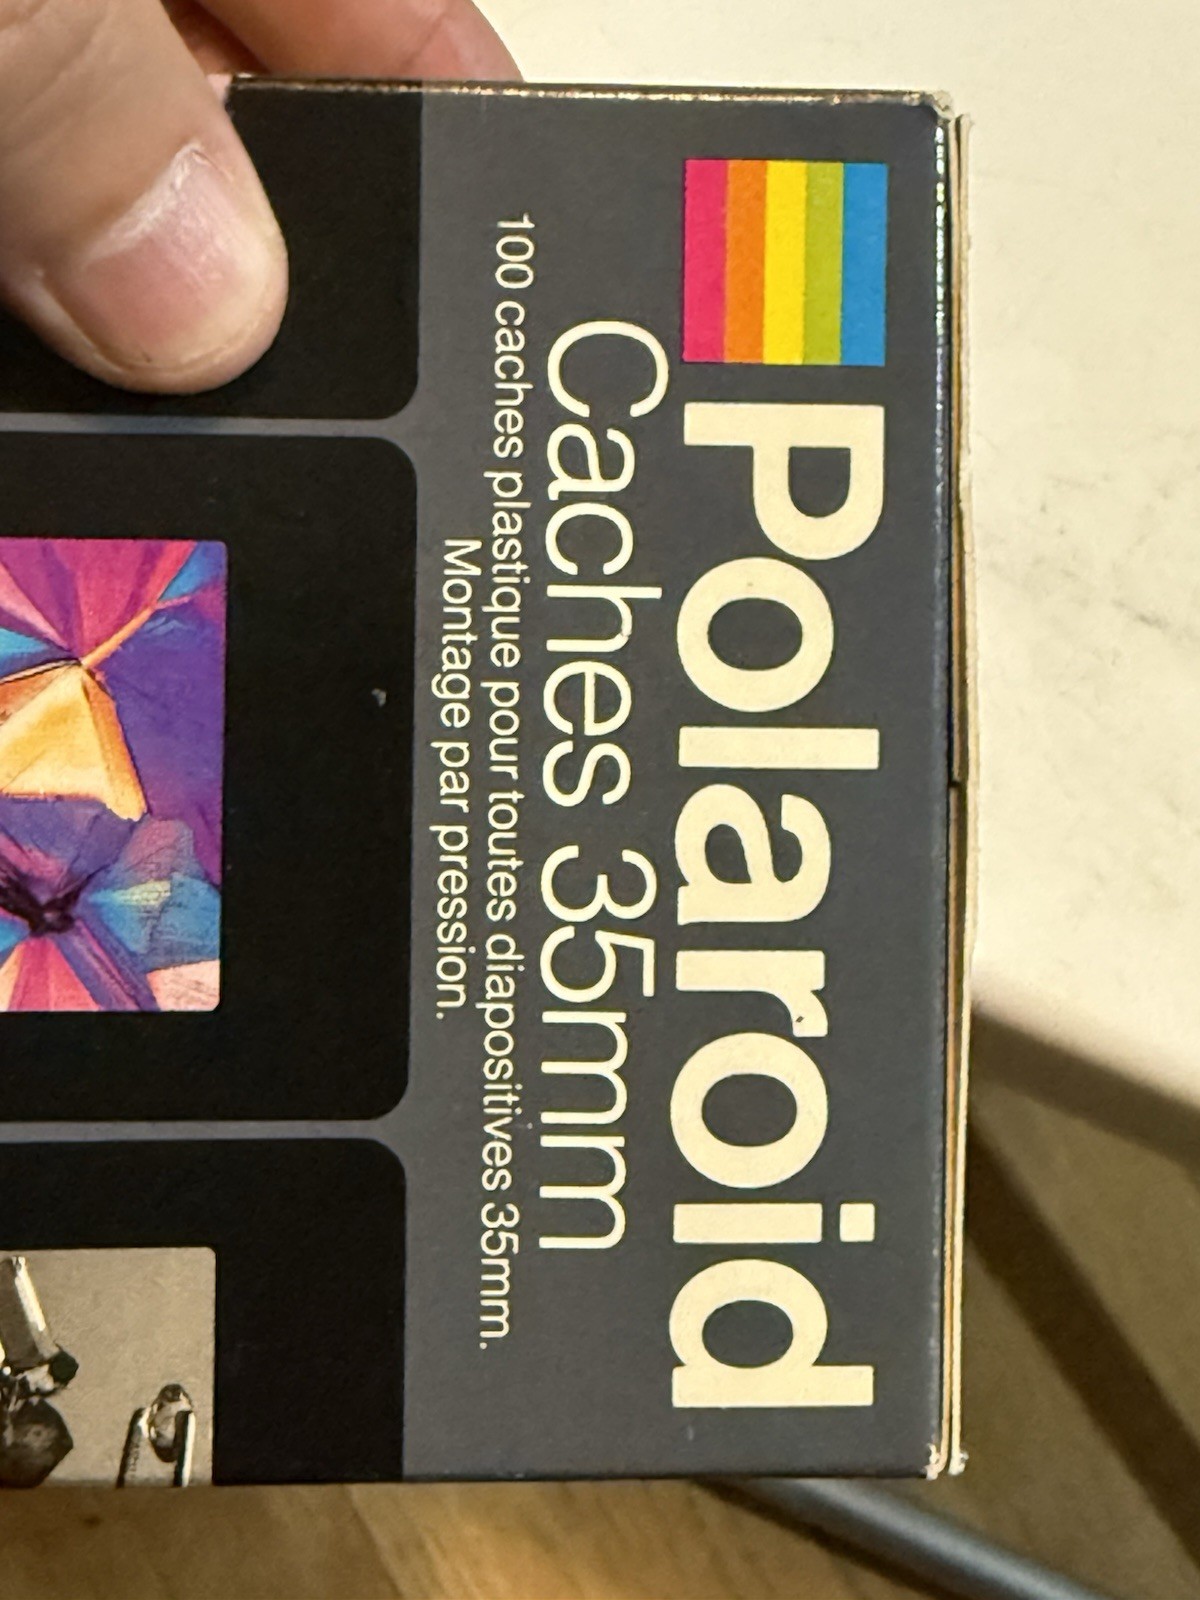 Polaroid
Caches 35mm
100 caches plastique pour toutes diapositives 35mm.
Montage par pression.